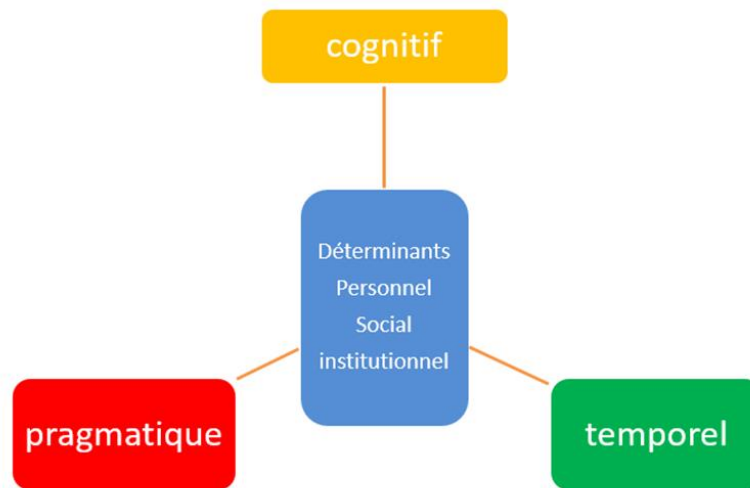 cognitif
Déterminants
Personnel
Social
institutionnel
pragmatique
temporel